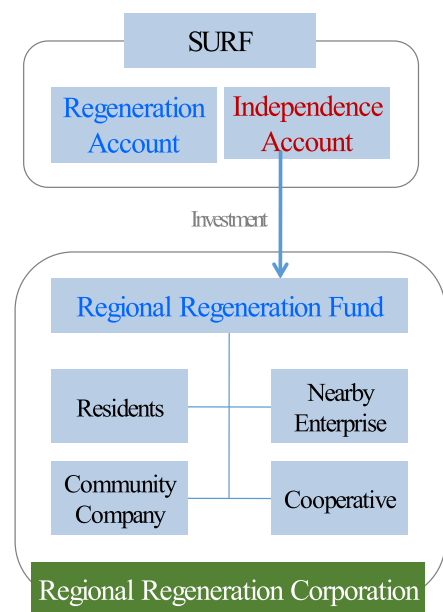 SURF
Regeneration
Account
Independence
Account
Investment
Regional Regeneration Fund
Residents
Nearby
Enterprise
Community
Company
Cooperative
Regional Regeneration Corporation